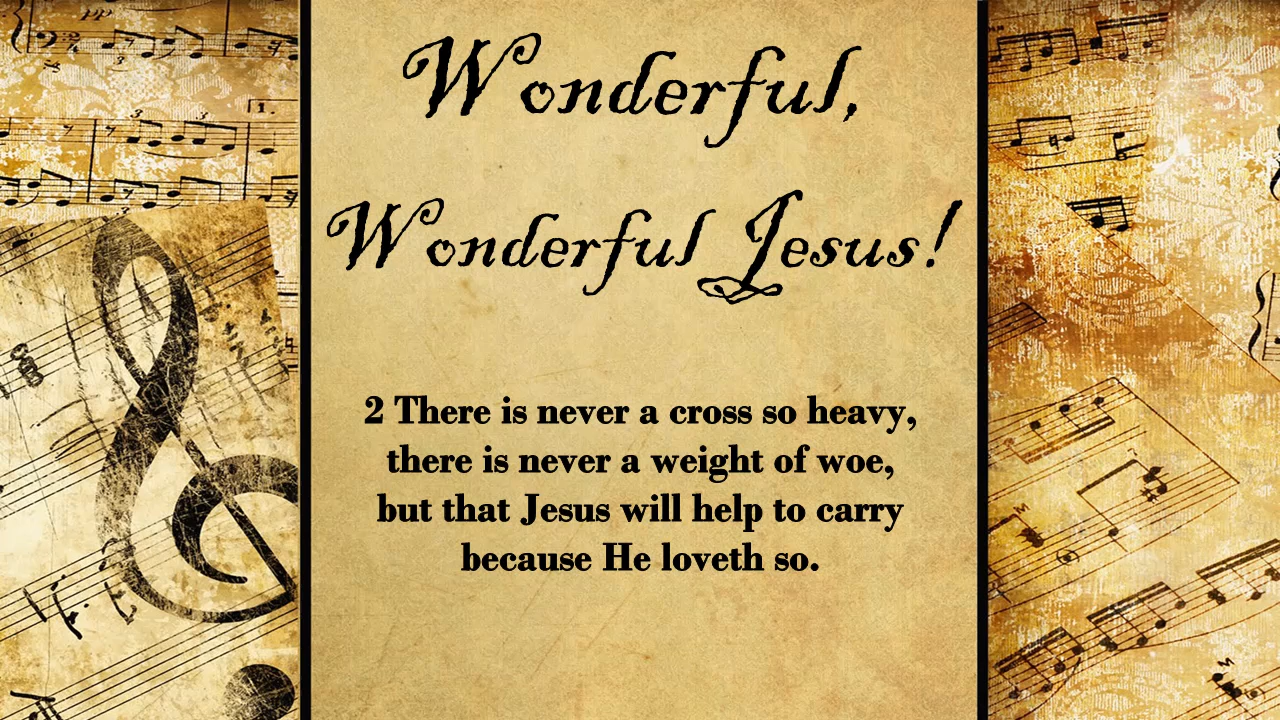 Wonderful,
Wonderful Jesus!
2 There is never a cross so heavy,
there is never a weight of woe,
but that Jesus will help to carry
because He loveth so.